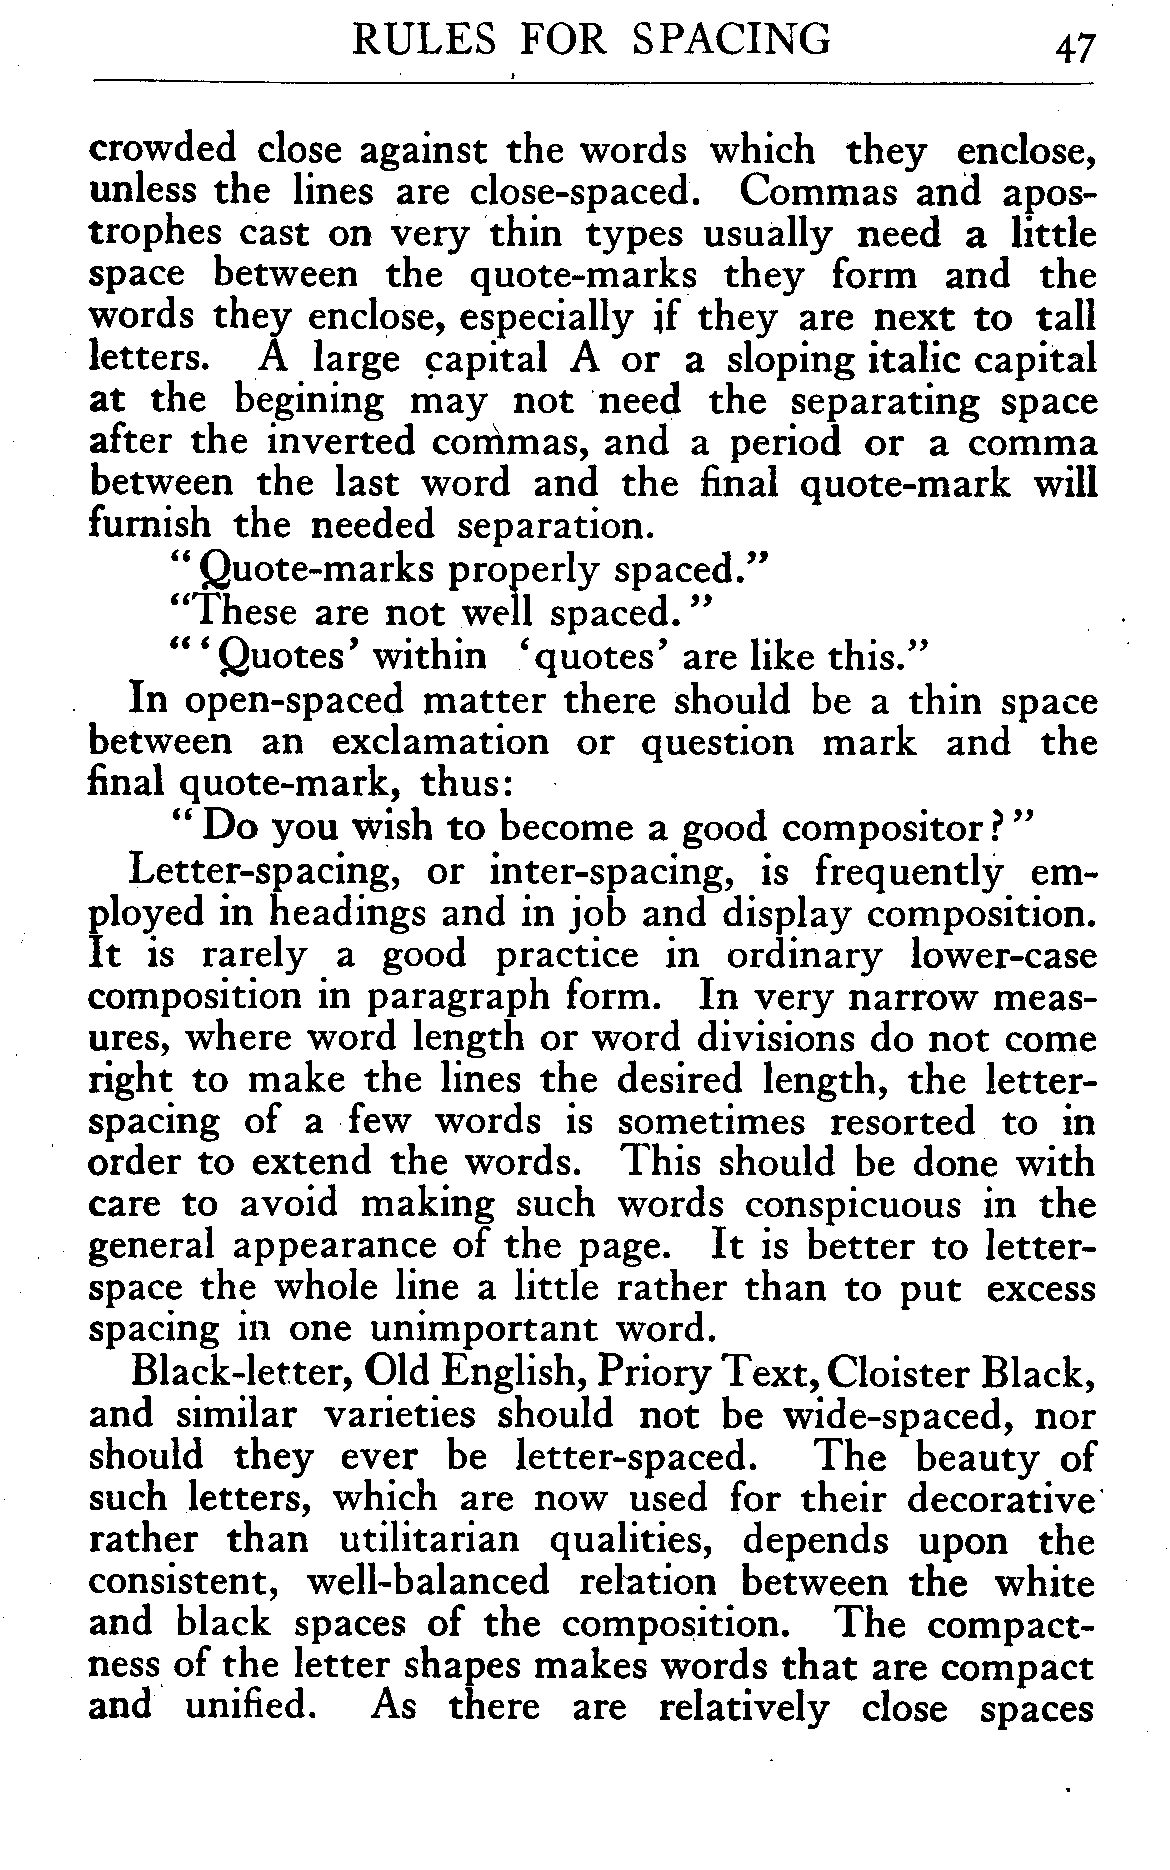 RULES FOR SPACING 47
crowded close against the words which they enclose,
unless the lines are close-spaced. Commas and apos-
trophes cast on very thin types usually need a little
space between the quote-marks they form and the
words they enclose, especially if they are next to tall
letters. A large capital A or a sloping italic capital
at the begining may not need the separating space
after the inverted commas, and a period or a comma
between the last word and the final quote-mark will
furnish the needed separation.
“ Quote-marks properly spaced.”
“These are not well spaced. ”
“ ‘ Quotes’ within ‘quotes’ are like this.”
In open-spaced matter there should be a thin space
between an exclamation or question mark and the
final quote-mark, thus:
“ Do you wish to become a good compositor ? ”
Letter-spacing, or inter-spacing, is frequently em-
ployed in headings and in job and display composition.
It is rarely a good practice in ordinary lower-case
composition in paragraph form. In very narrow meas-
ures, where word length or word divisions do not come
right to make the lines the desired length, the letter-
spacing of a few words is sometimes resorted to in
order to extend the words. This should be done with
care to avoid making such words conspicuous in the
general appearance of the page. It is better to letter-
space the whole line a little rather than to put excess
spacing in one unimportant word.
Black-letter, Old English, Priory Text, Cloister Black,
and similar varieties should not be wide-spaced, nor
should they ever be letter-spaced. The beauty of
such letters, which are now used for their decorative
rather than utilitarian qualities, depends upon the
consistent, well-balanced relation between the white
and black spaces of the composition. The compact-
ness of the letter shapes makes words that are compact
and unified. As there are relatively close spaces